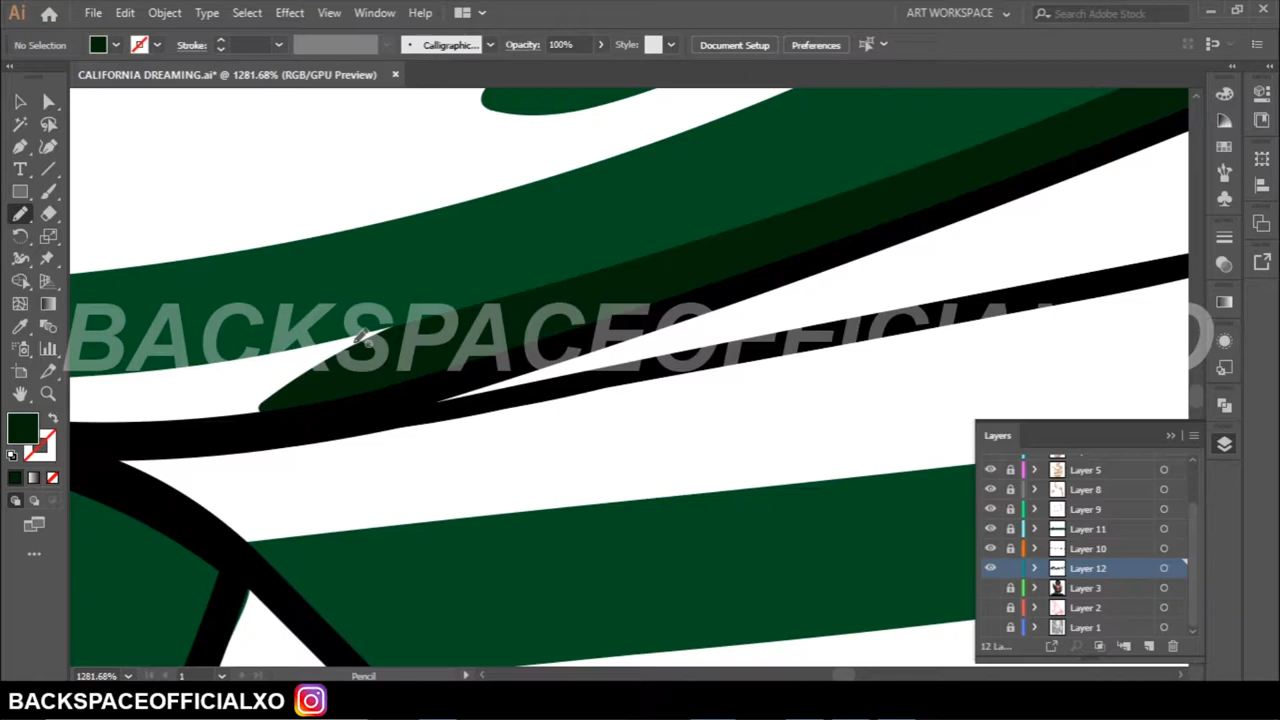 Ai File Edit Object Type Select Effect View Window Help ART WORKSPACE Search Adobe Stock
No Selection Stroke: Calligraphic... Opacity: 100% Style: Document Setup Preferences
CALIFORNIA DREAMING.ai* @ 1281.68% (RGB/GPU Preview)
BACKSPACEOFFICIALXO
Layers
Layer 5
Layer 8
Layer 9
Layer 11
Layer 10
Layer 12
Layer 3
Layer 2
Layer 1
12 La...
1281.68% 1 Pencil
BACKSPACEOFFICIALXO